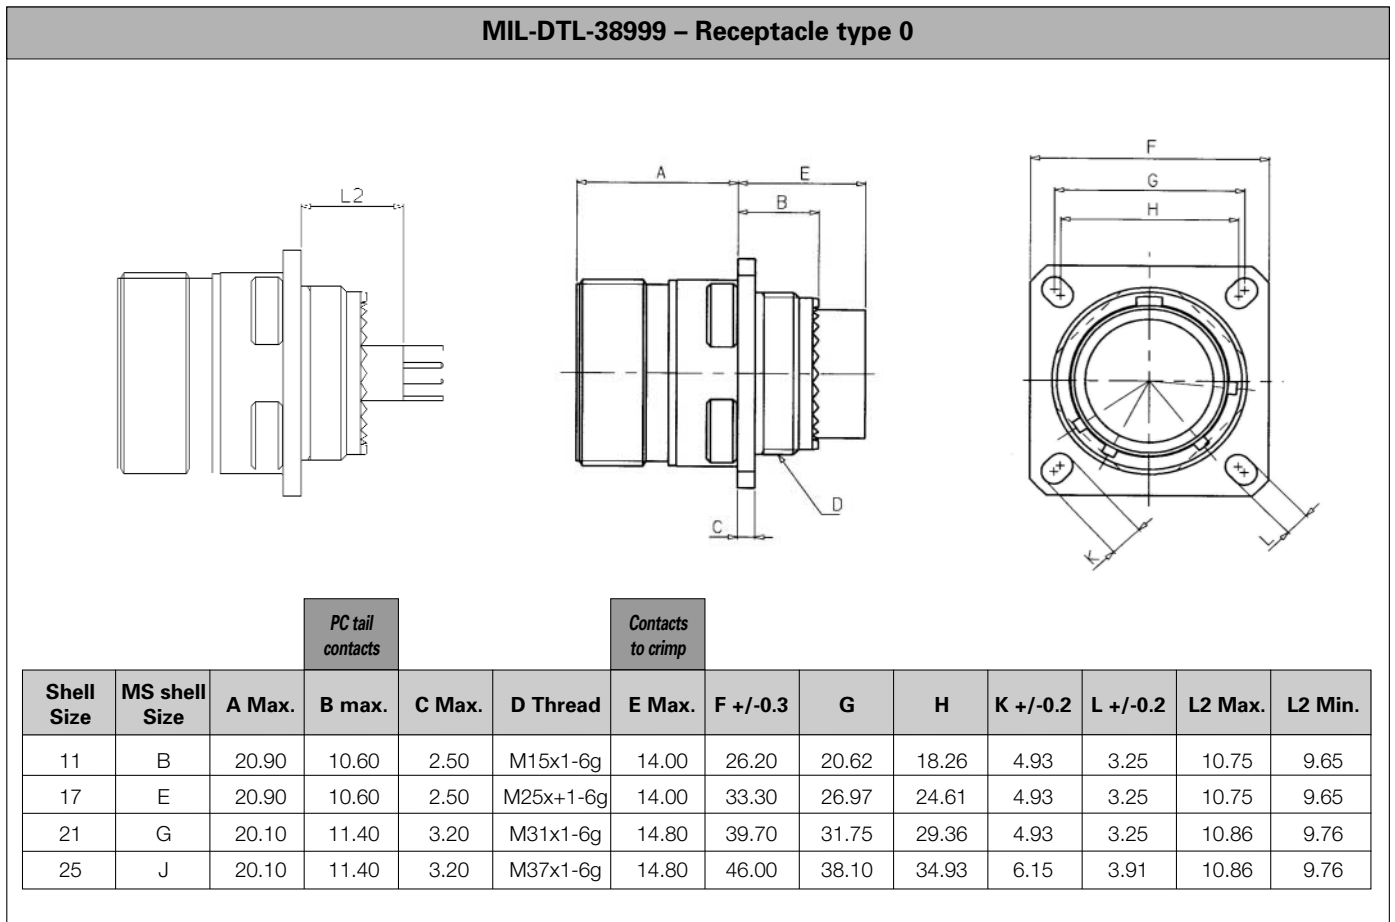 MIL-DTL-38999 – Receptacle type 0
L2
A
E
B
D
C
F
G
H
K
L
PC tail contacts
Contacts to crimp
Shell Size MS shell Size A Max. B max. C Max. D Thread E Max. F +/-0.3 G H K +/-0.2 L +/-0.2 L2 Max. L2 Min.
11 B 20.90 10.60 2.50 M15x1-6g 14.00 26.20 20.62 18.26 4.93 3.25 10.75 9.65
17 E 20.90 10.60 2.50 M25x+1-6g 14.00 33.30 26.97 24.61 4.93 3.25 10.75 9.65
21 G 20.10 11.40 3.20 M31x1-6g 14.80 39.70 31.75 29.36 4.93 3.25 10.86 9.76
25 J 20.10 11.40 3.20 M37x1-6g 14.80 46.00 38.10 34.93 6.15 3.91 10.86 9.76